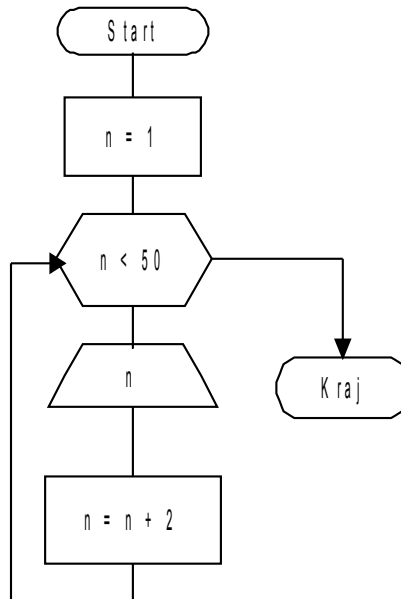 Start
n = 1
n < 50
n
Kraj
n = n + 2